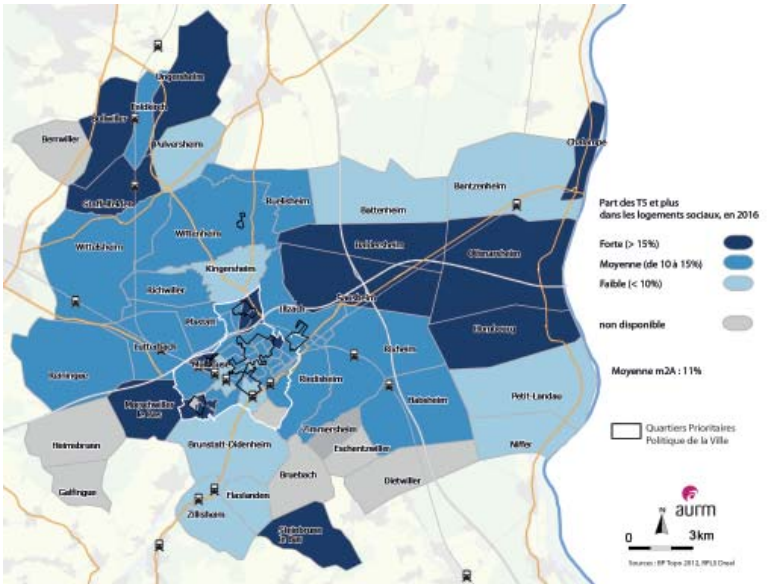 Ungersheim
Feldkirch
Bollwiller
Berrwiller
Pulversheim
Chalampé
Staffelfelden
Ruelisheim
Bantzenheim
Battenheim
Wittenheim
Wittelsheim
Baldersheim
Ottmarsheim
Kingersheim
Richwiller
Sausheim
Illzach
Pfastatt
Hombourg
Lutterbach
Mulhouse
Rixheim
Reiningue
Riedisheim
Habsheim
Petit-Landau
Morschwiller
le-Bas
Zimmersheim
Niffer
Heimsbrunn
Brunstatt-Didenheim
Eschentzwiller
Bruebach
Dietwiller
Galfingue
Flaxlanden
Zillisheim
Steinbrunn
le Bas
Part des T5 et plus
dans les logements sociaux, en 2016
Forte (> 15%)
Moyenne (de 10 à 15%)
Faible (< 10%)
non disponible
Moyenne m2A : 11%
Quartiers Prioritaires
Politique de la Ville
aurm
N
0 3km
Sources : BP Topo 2012, RPLS Dreal